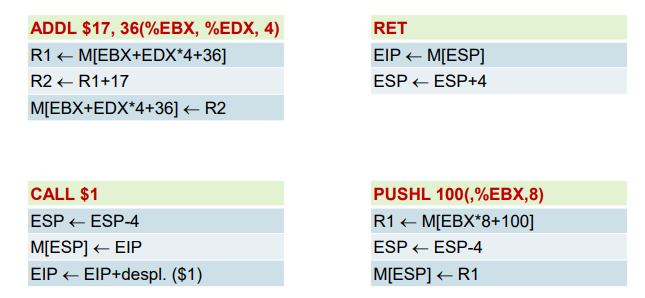 ADDL $17, 36(%EBX, %EDX, 4)
R1 ← M[EBX+EDX*4+36]
R2 ← R1+17
M[EBX+EDX*4+36] ← R2
RET
EIP ← M[ESP]
ESP ← ESP+4
CALL $1
ESP ← ESP-4
M[ESP] ← EIP
EIP ← EIP+despl. ($1)
PUSHL 100(,%EBX,8)
R1 ← M[EBX*8+100]
ESP ← ESP-4
M[ESP] ← R1